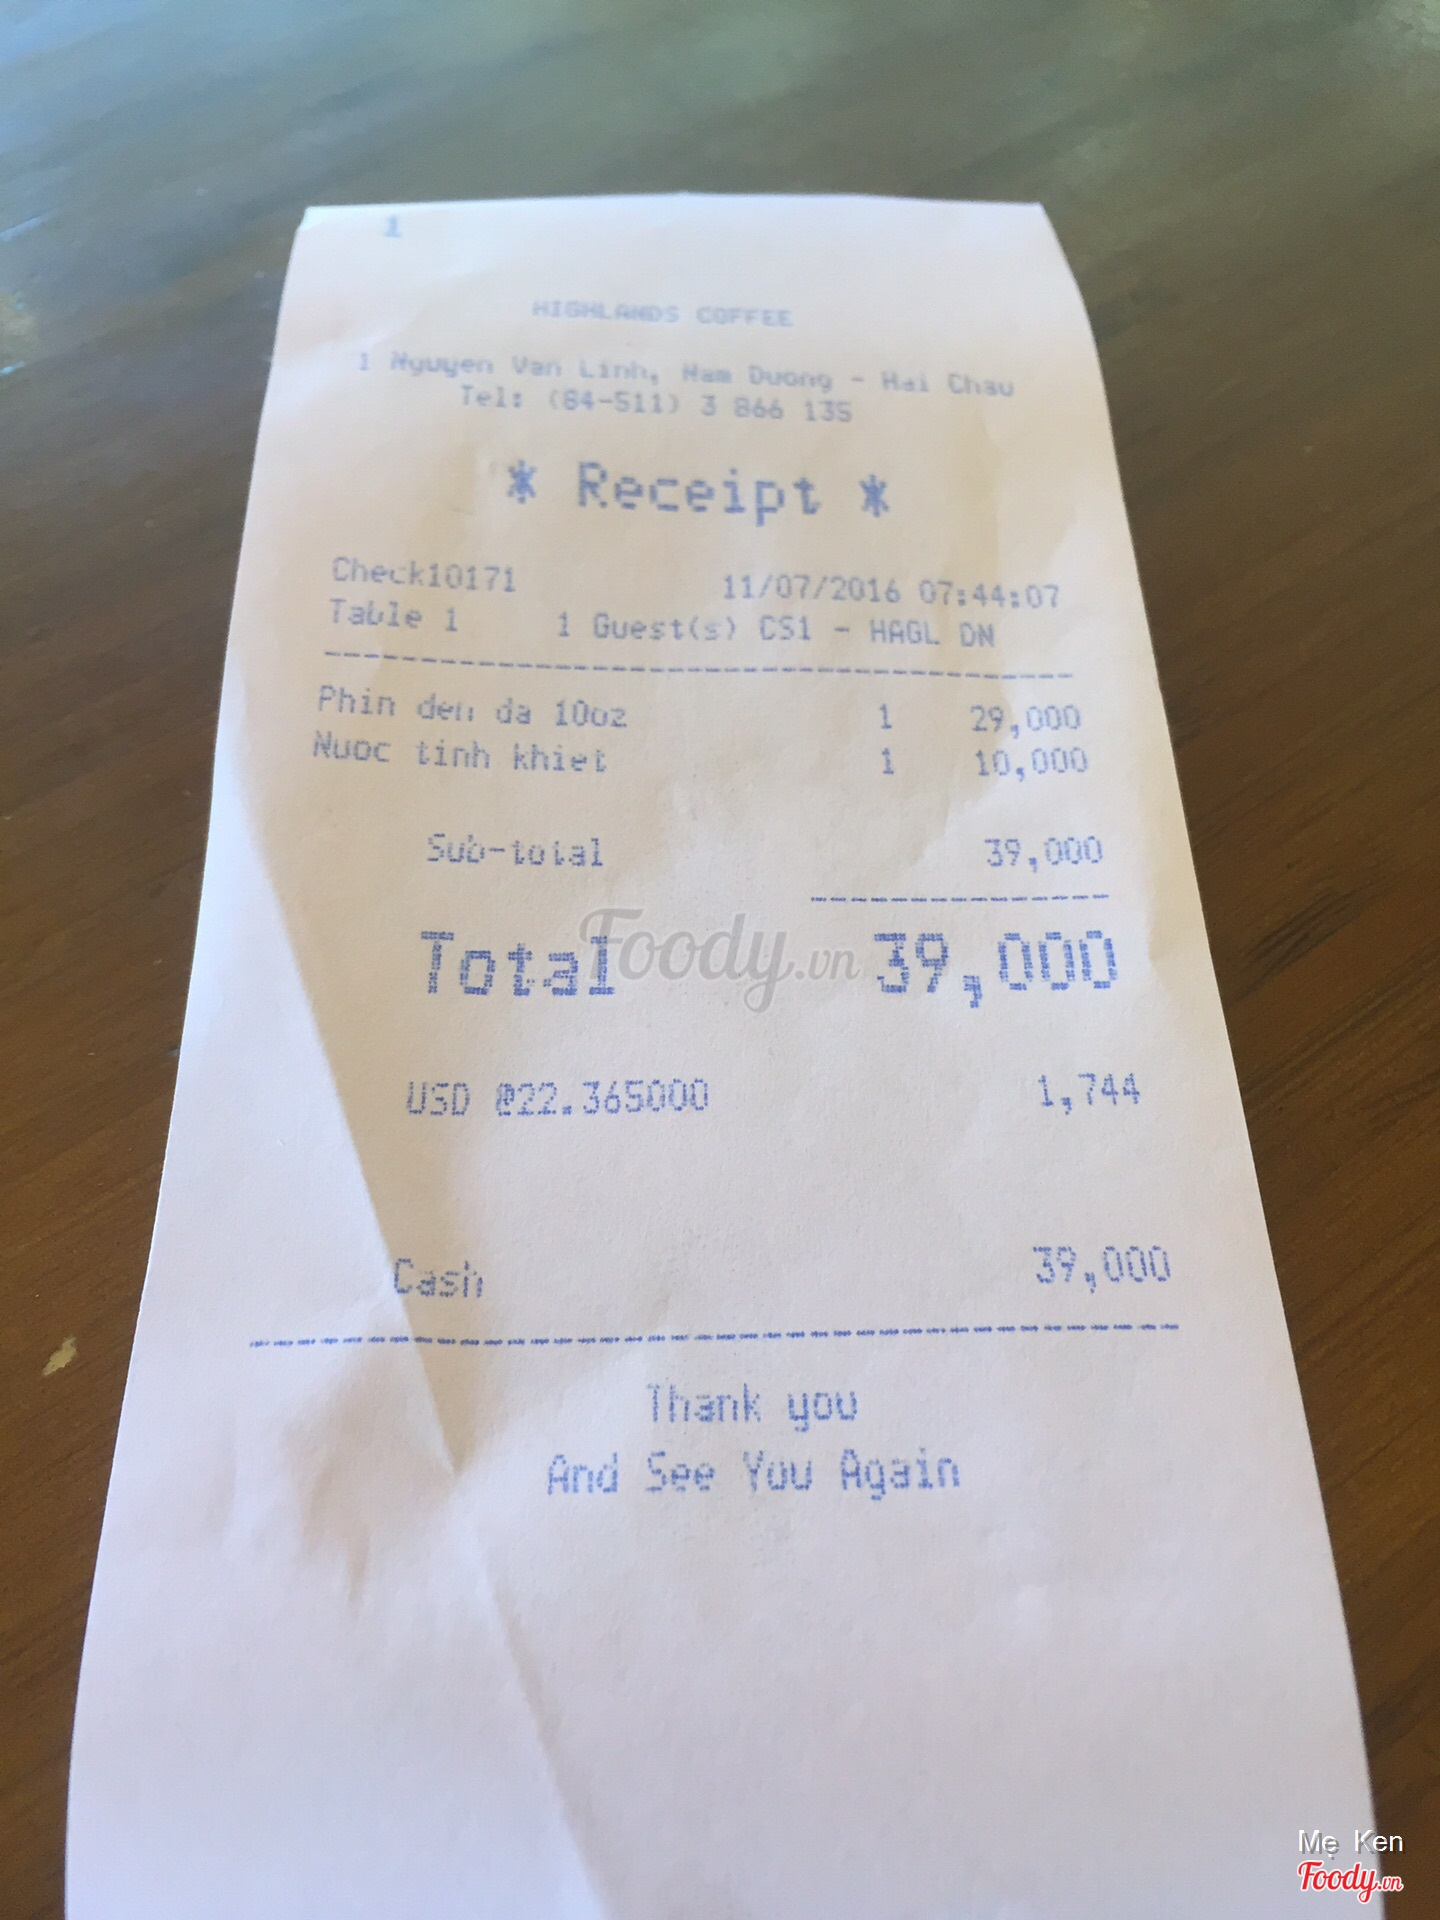 1
HIGHLANDS COFFEE
1 Nguyen Van Linh, Nam Duong - Hai Chau
Tel: (84-511) 3 866 135
* Receipt *
Check10171 11/07/2016 07:44:07
Table 1 1 Guest(s) CS1 - HAGL DN
Phin den da 10oz 1 29,000
Nuoc tinh khiet 1 10,000
Sub-total 39,000
Total 39,000
Foody.vn
USD @22.365000 1,744
Cash 39,000
Thank you
And See You Again
Mẹ Ken
Foody.vn